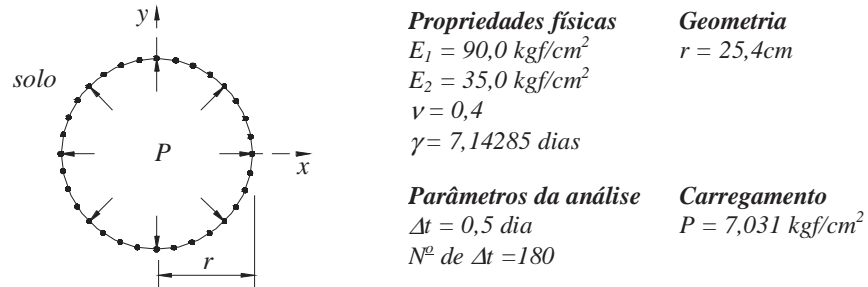 y
solo
P
x
r
Propriedades físicas
E₁ = 90,0 kgf/cm²
E₂ = 35,0 kgf/cm²
ν = 0,4
γ = 7,14285 dias
Geometria
r = 25,4cm
Parâmetros da análise
Δt = 0,5 dia
Nº de Δt =180
Carregamento
P = 7,031 kgf/cm²